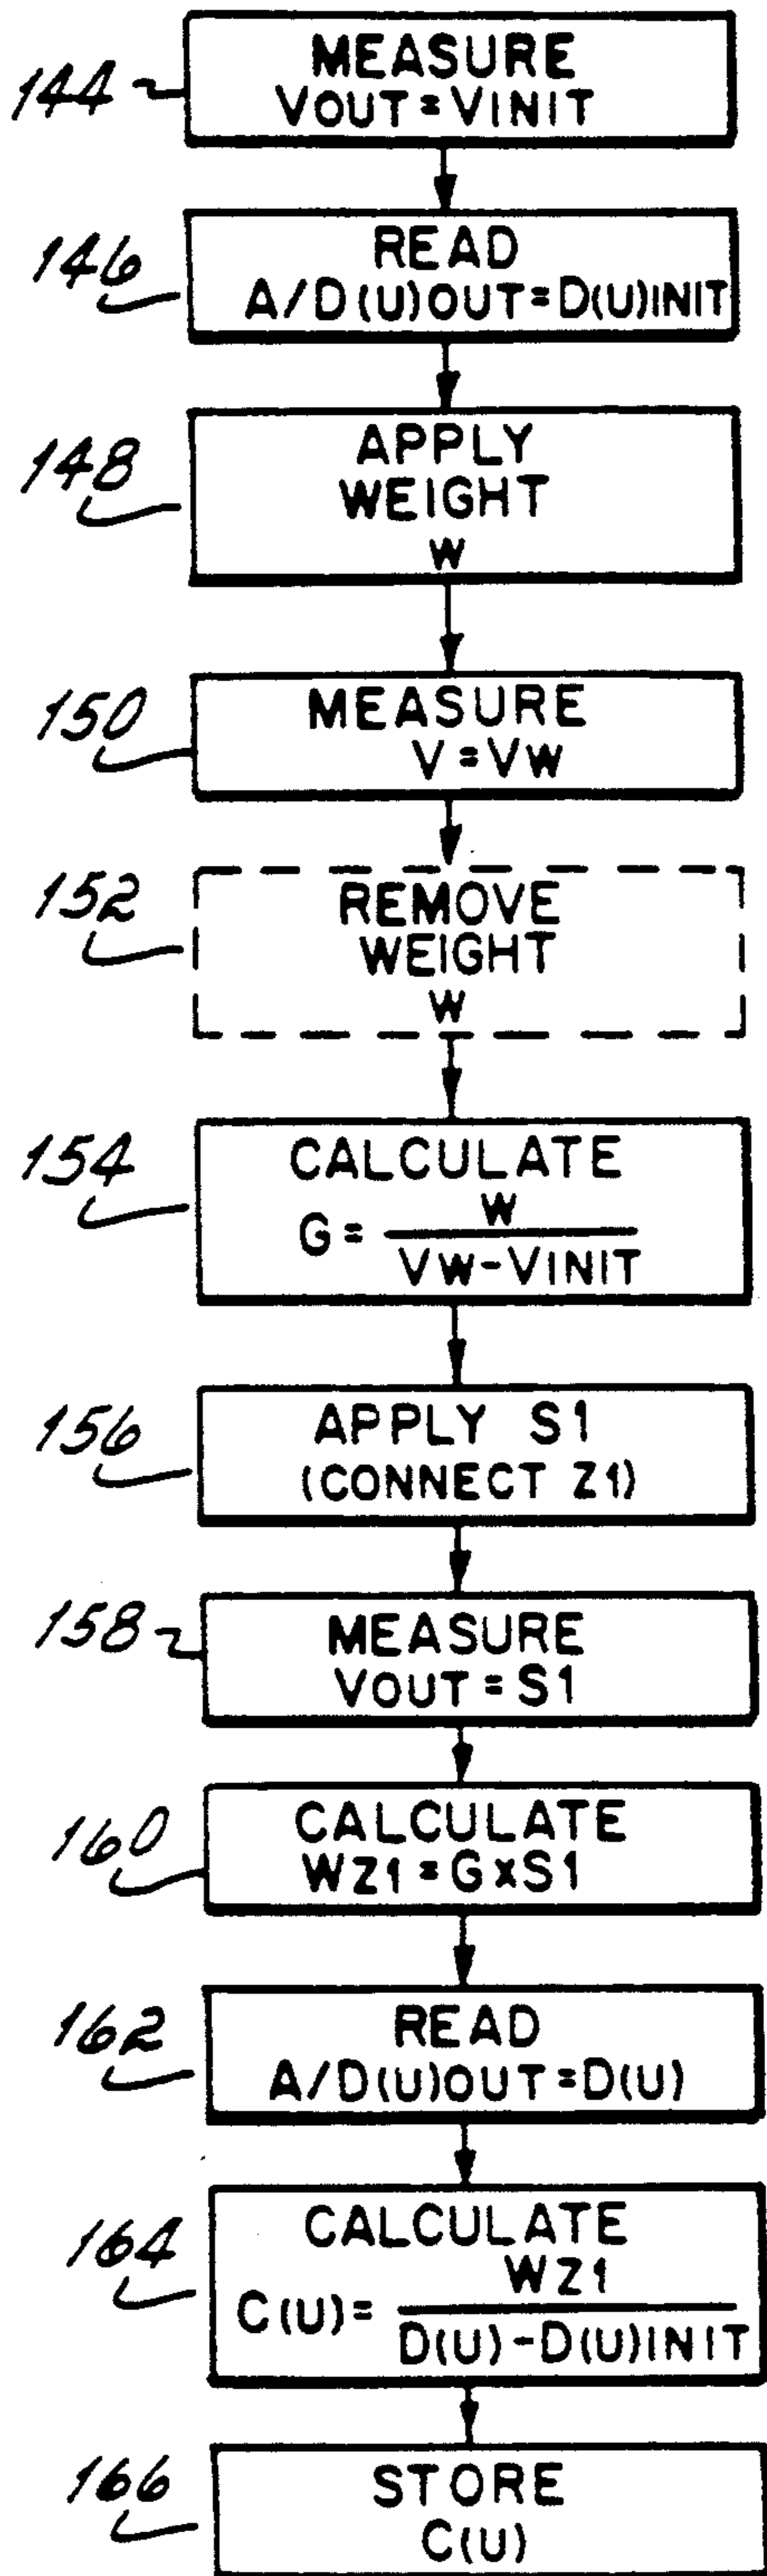 144
MEASURE
VOUT = VINIT
146
READ
A/D(U)OUT=D(U)INIT
148
APPLY
WEIGHT
W
150
MEASURE
V=VW
152
REMOVE
WEIGHT
W
154
CALCULATE
G = W / VW-VINIT
156
APPLY S1
(CONNECT Z1)
158
MEASURE
VOUT = S1
160
CALCULATE
WZ1 = G x S1
162
READ
A/D(U)OUT=D(U)
164
CALCULATE
C(U) = WZ1 / D(U)-D(U)INIT
166
STORE
C(U)